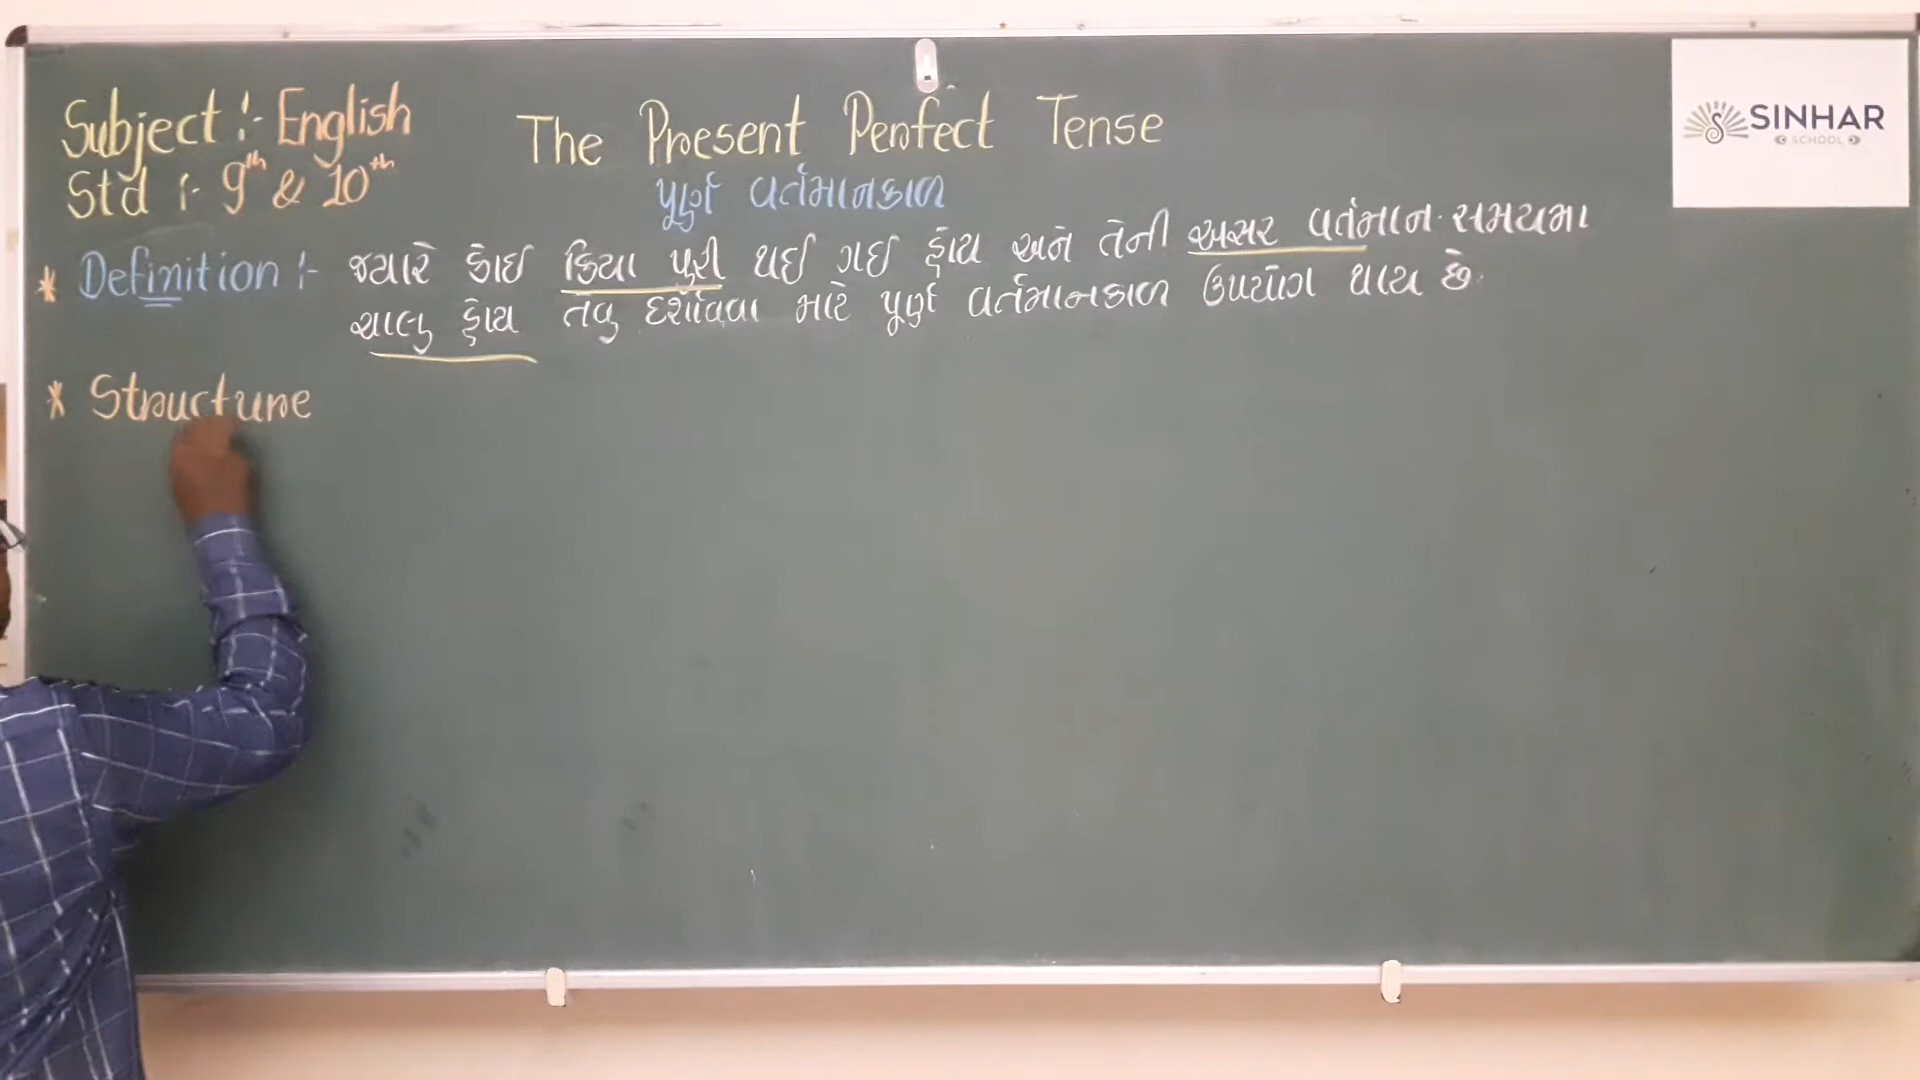 Subject :- English
Std :- 9th & 10th
The Present Perfect Tense
પૂર્ણ વર્તમાનકાળ
* Definition :- જ્યારે કોઈ ક્રિયા પુરી થઈ ગઈ હોય અને તેની અસર વર્તમાન સમયમા
ચાલુ હોય તેવુ દર્શાવવા માટે પૂર્ણ વર્તમાનકાળ ઉપયોગ થાય છે.
* Structure
SINHAR
SCHOOL